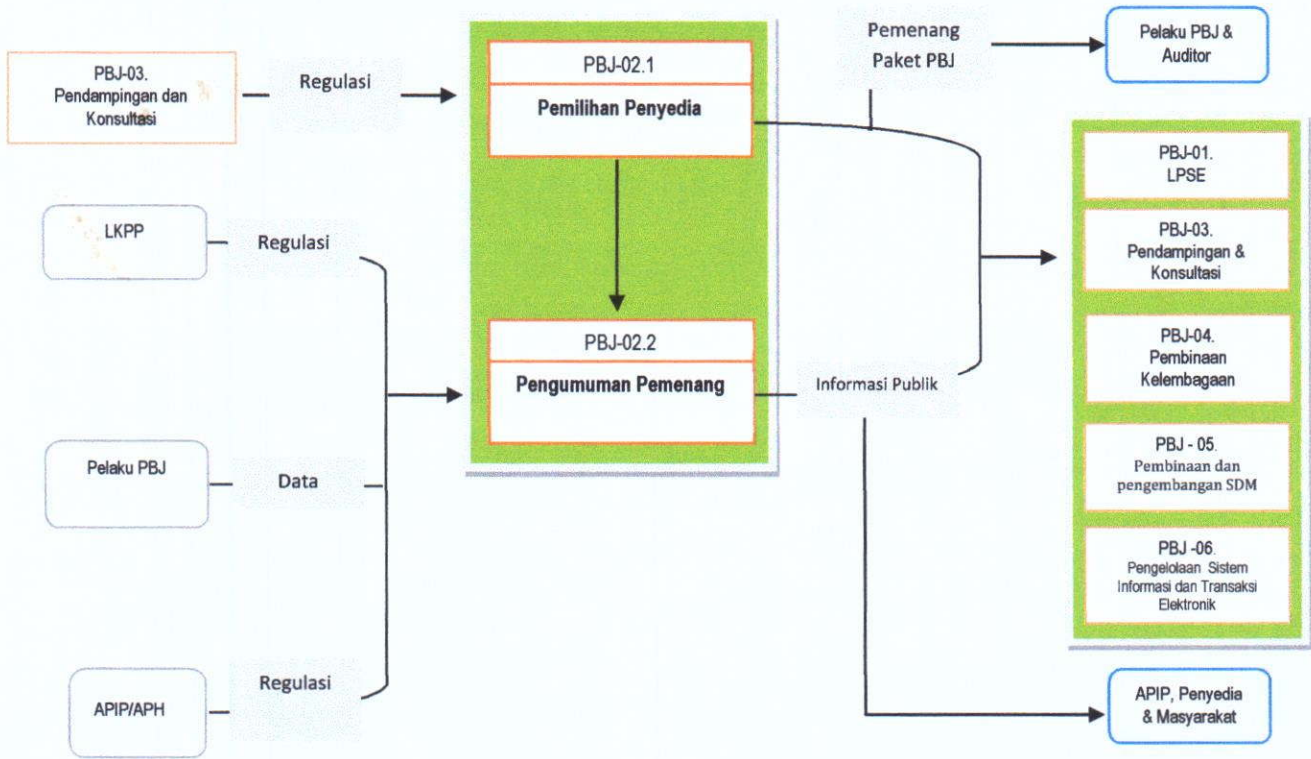 PBJ-03.
Pendampingan dan
Konsultasi
Regulasi
PBJ-02.1
Pemilihan Penyedia
Pemenang
Paket PBJ
Pelaku PBJ &
Auditor
LKPP
Regulasi
PBJ-02.2
Pengumuman Pemenang
Informasi Publik
Pelaku PBJ
Data
APIP/APH
Regulasi
PBJ-01.
LPSE
PBJ-03.
Pendampingan &
Konsultasi
PBJ-04.
Pembinaan
Kelembagaan
PBJ - 05.
Pembinaan dan
pengembangan SDM
PBJ -06.
Pengelolaan Sistem
Informasi dan Transaksi
Elektronik
APIP, Penyedia
& Masyarakat